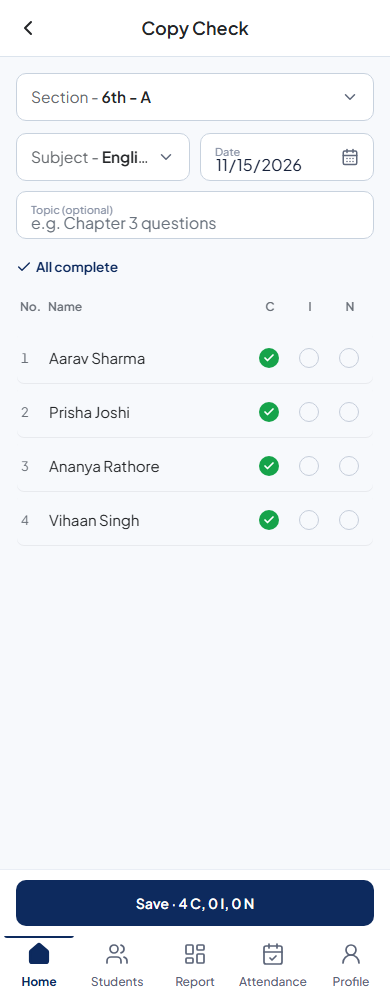 Copy Check
Section - 6th - A
Subject - Engli...
Date
11/15/2026
Topic (optional)
e.g. Chapter 3 questions
All complete
No. Name C I N
1 Aarav Sharma
2 Prisha Joshi
3 Ananya Rathore
4 Vihaan Singh
Save · 4 C, 0 I, 0 N
Home Students Report Attendance Profile